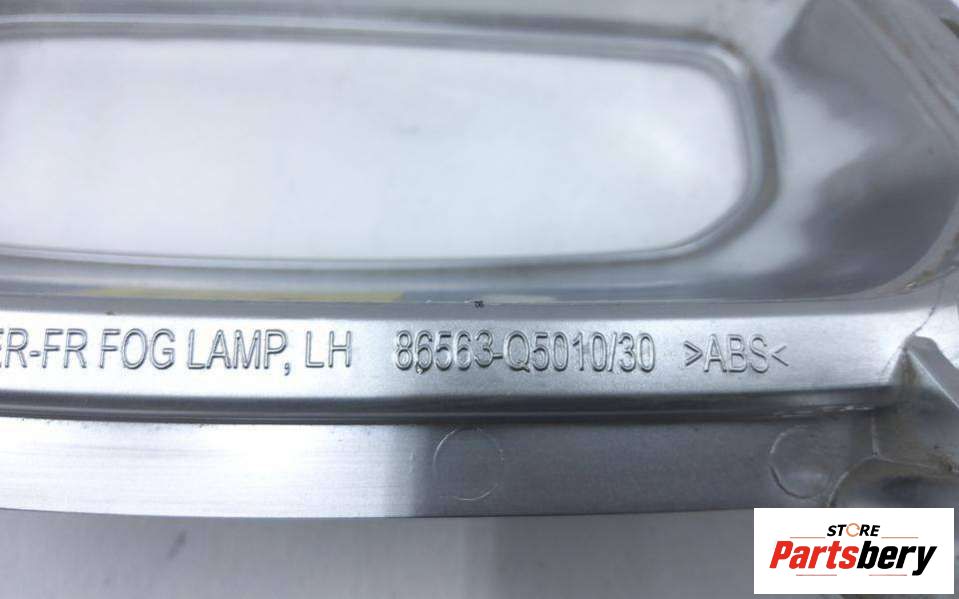 ER-FR FOG LAMP, LH 86563-Q5010/30 >ABS<
STORE
Partsbery